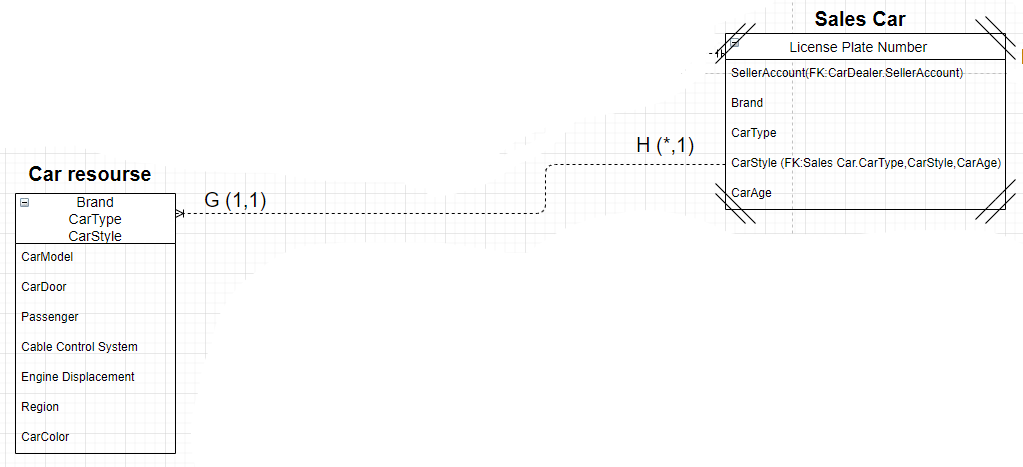 Sales Car
License Plate Number
SellerAccount(FK:CarDealer.SellerAccount)
Brand
CarType
H (*,1)
CarStyle (FK:Sales Car.CarType,CarStyle,CarAge)
CarAge
Car resourse
G (1,1)
Brand
CarType
CarStyle
CarModel
CarDoor
Passenger
Cable Control System
Engine Displacement
Region
CarColor